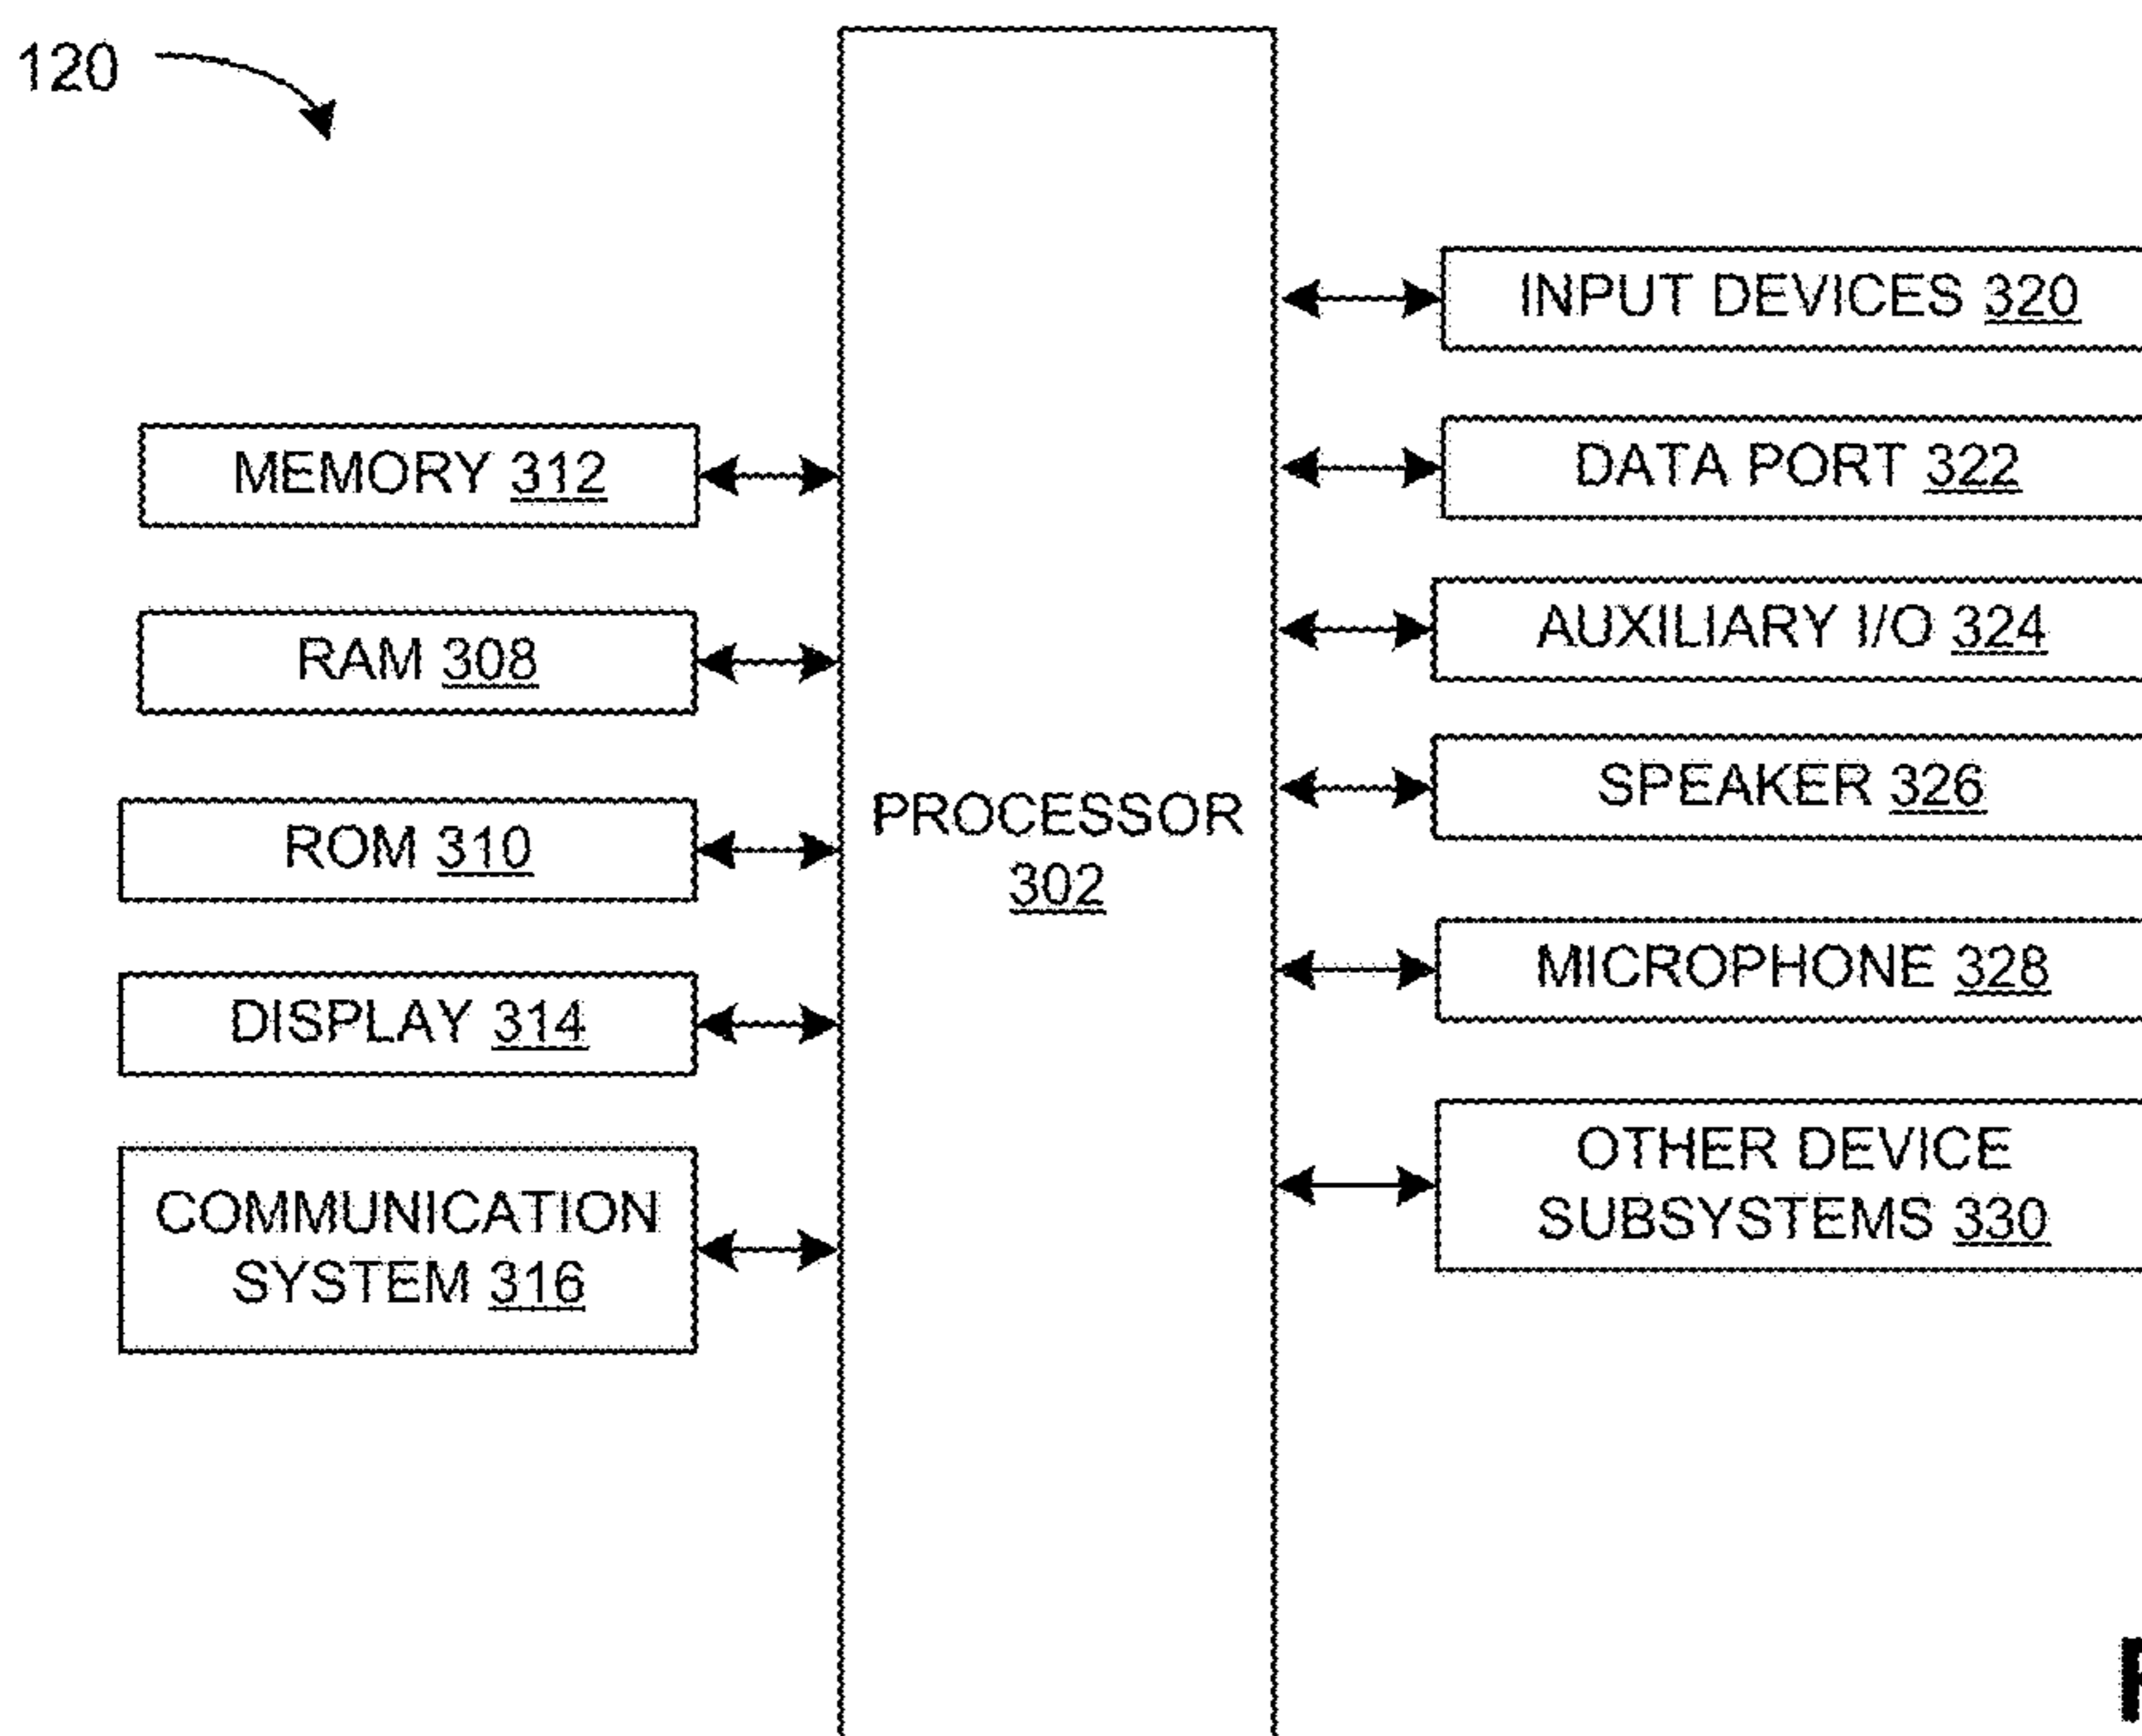 120
MEMORY 312
RAM 308
ROM 310
DISPLAY 314
COMMUNICATION
SYSTEM 316
PROCESSOR
302
INPUT DEVICES 320
DATA PORT 322
AUXILIARY I/O 324
SPEAKER 326
MICROPHONE 328
OTHER DEVICE
SUBSYSTEMS 330